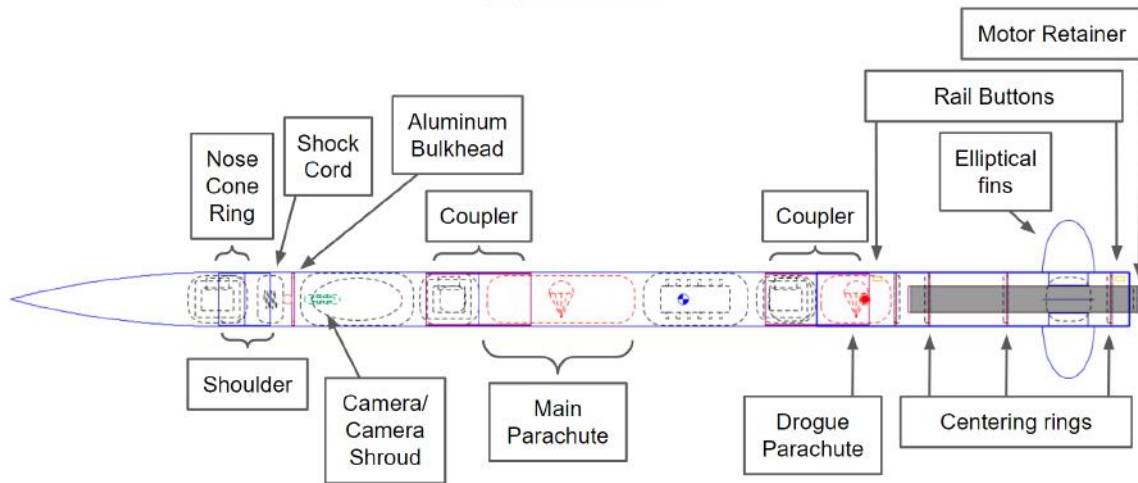 Motor Retainer
Rail Buttons
Aluminum
Bulkhead
Shock
Cord
Nose
Cone
Ring
Elliptical
fins
Coupler
Coupler
Shoulder
Camera/
Camera
Shroud
Main
Parachute
Drogue
Parachute
Centering rings